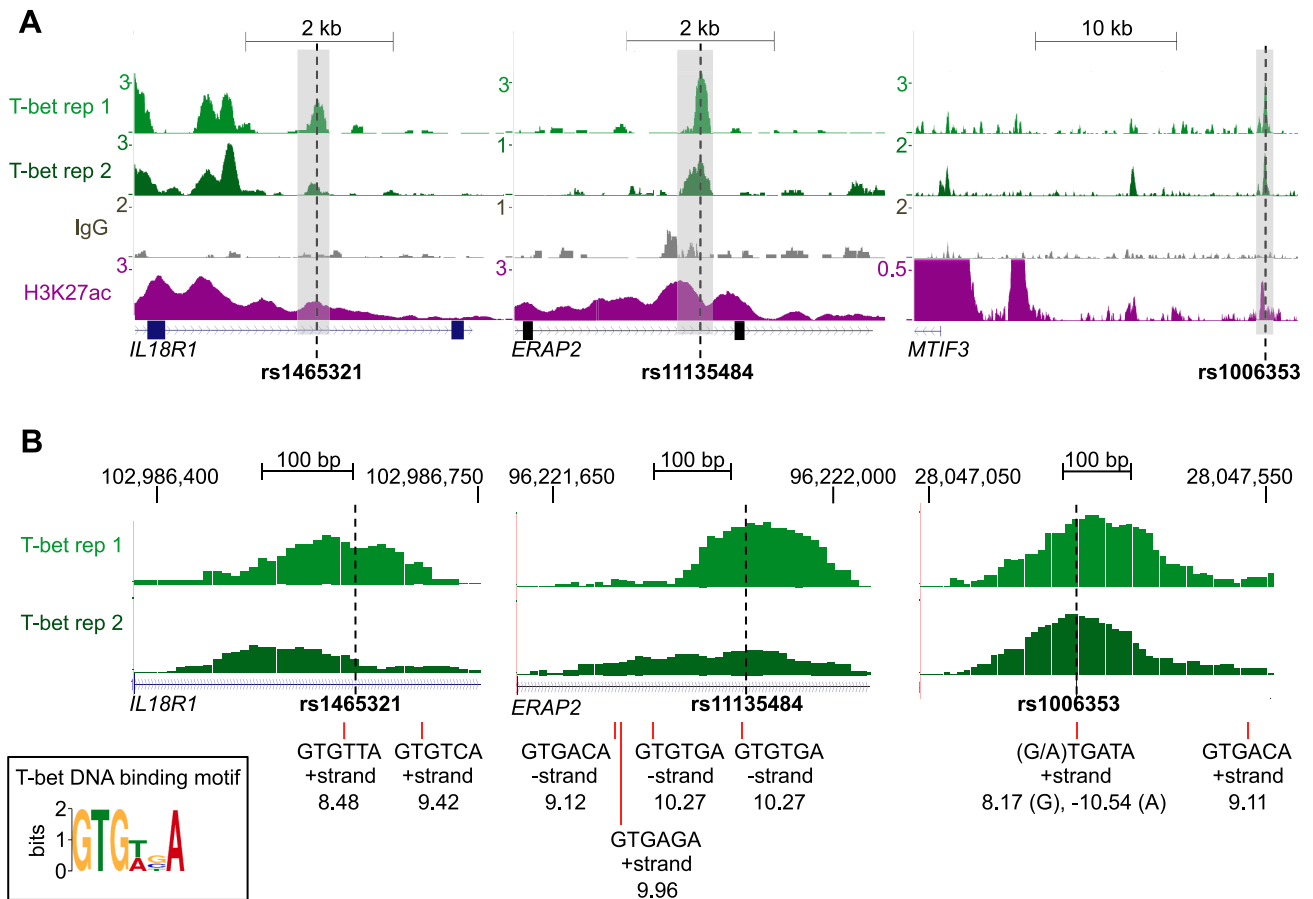 A
2 kb
2 kb
10 kb
T-bet rep 1
3
3
3
T-bet rep 2
3
1
2
IgG
2
1
2
H3K27ac
3
3
0.5
IL18R1
ERAP2
MTIF3
rs1465321
rs11135484
rs1006353
B
100 bp
100 bp
100 bp
102,986,400
102,986,750
96,221,650
96,222,000
28,047,050
28,047,550
T-bet rep 1
T-bet rep 2
IL18R1
rs1465321
ERAP2
rs11135484
rs1006353
GTGTTA
+strand
8.48
GTGTCA
+strand
9.42
GTGACA
-strand
9.12
GTGTGA
-strand
10.27
GTGTGA
-strand
10.27
(G/A)TGATA
+strand
8.17 (G), -10.54 (A)
GTGACA
+strand
9.11
GTGAGA
+strand
9.96
T-bet DNA binding motif
bits
2
1
0
GTGTGA
A